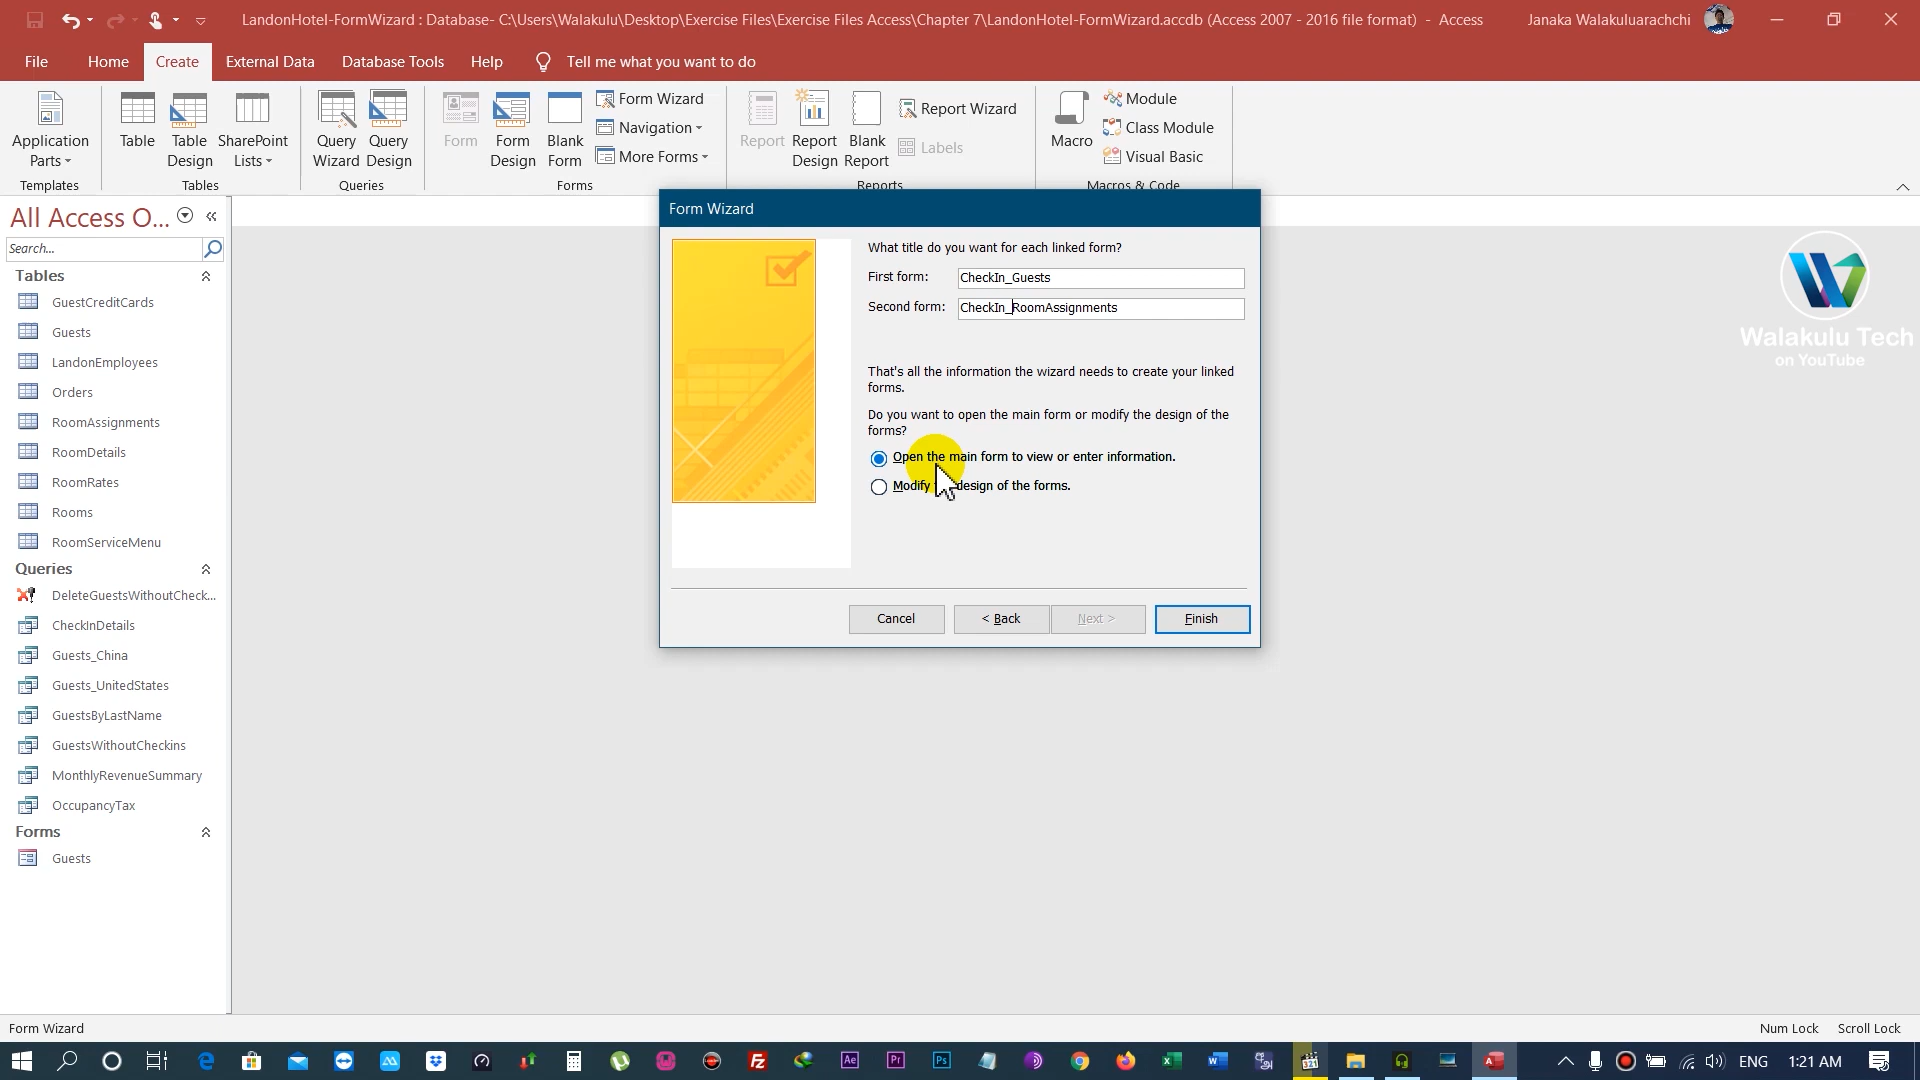 LandonHotel-FormWizard : Database- C:\Users\Walakulu\Desktop\Exercise Files\Exercise Files Access\Chapter 7\LandonHotel-FormWizard.accdb (Access 2007 - 2016 file format) - Access
Janaka Walakuluarachchi
File Home Create External Data Database Tools Help Tell me what you want to do
Application Parts
Templates
Table
Table Design
SharePoint Lists
Tables
Query Wizard
Query Design
Queries
Form
Form Design
Blank Form
Form Wizard
Navigation
More Forms
Forms
Report
Report Design
Blank Report
Report Wizard
Labels
Reports
Macro
Module
Class Module
Visual Basic
Macros & Code
All Access O...
Search...
Tables
GuestCreditCards
Guests
LandonEmployees
Orders
RoomAssignments
RoomDetails
RoomRates
Rooms
RoomServiceMenu
Queries
DeleteGuestsWithoutCheck...
CheckInDetails
Guests_China
Guests_UnitedStates
GuestsByLastName
GuestsWithoutCheckins
MonthlyRevenueSummary
OccupancyTax
Forms
Guests
Form Wizard
What title do you want for each linked form?
First form: CheckIn_Guests
Second form: CheckIn_RoomAssignments
That's all the information the wizard needs to create your linked
forms.
Do you want to open the main form or modify the design of the
forms?
Open the main form to view or enter information.
Modify design of the forms.
Cancel < Back Next > Finish
Walakulu Tech
on YouTube
Form Wizard
Num Lock Scroll Lock
Ae Pr Ps
321
ENG 1:21 AM